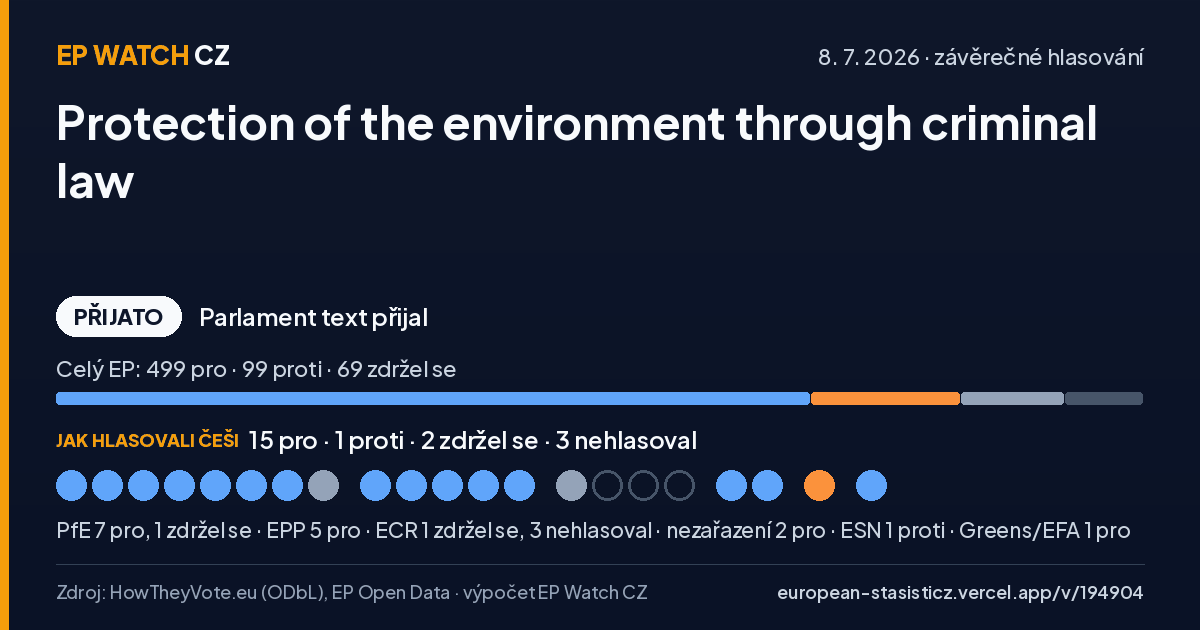 EP WATCH CZ
8. 7. 2026 · závěrečné hlasování
Protection of the environment through criminal
law
PŘIJATO Parlament text přijal
Celý EP: 499 pro · 99 proti · 69 zdržel se
JAK HLASOVALI ČEŠI 15 pro · 1 proti · 2 zdržel se · 3 nehlasoval
PfE 7 pro, 1 zdržel se · EPP 5 pro · ECR 1 zdržel se, 3 nehlasoval · nezařazení 2 pro · ESN 1 proti · Greens/EFA 1 pro
Zdroj: HowTheyVote.eu (ODbL), EP Open Data · výpočet EP Watch CZ
european-stasisticz.vercel.app/v/194904